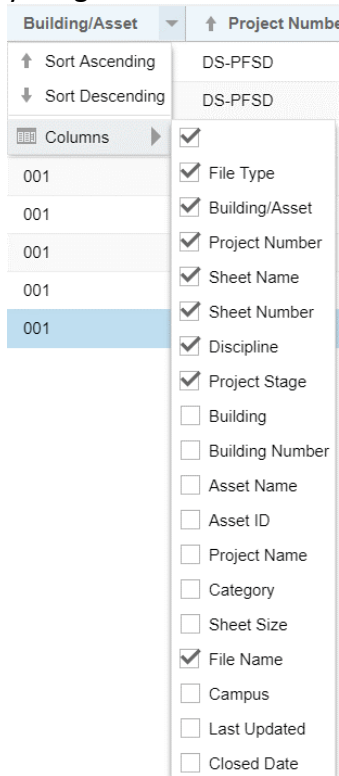 Building/Asset Project Numbe
Sort Ascending DS-PFSD
Sort Descending DS-PFSD
Columns
001 File Type
001 Building/Asset
001 Project Number
001 Sheet Name
001 Sheet Number
Discipline
Project Stage
Building
Building Number
Asset Name
Asset ID
Project Name
Category
Sheet Size
File Name
Campus
Last Updated
Closed Date